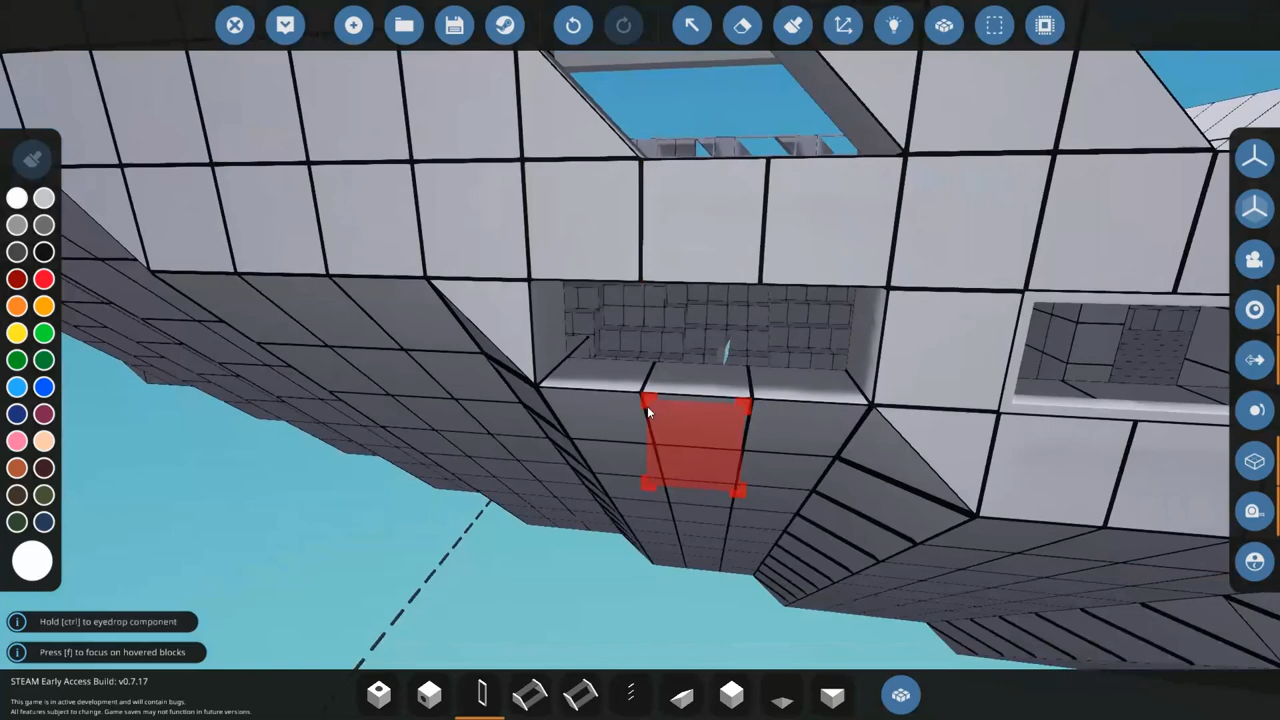 Hold [ctrl] to eyedrop component
Press [f] to focus on hovered blocks
STEAM Early Access Build: v0.7.17
This game is in active development and will contain bugs.
All features subject to change. Game saves may not function in future versions.